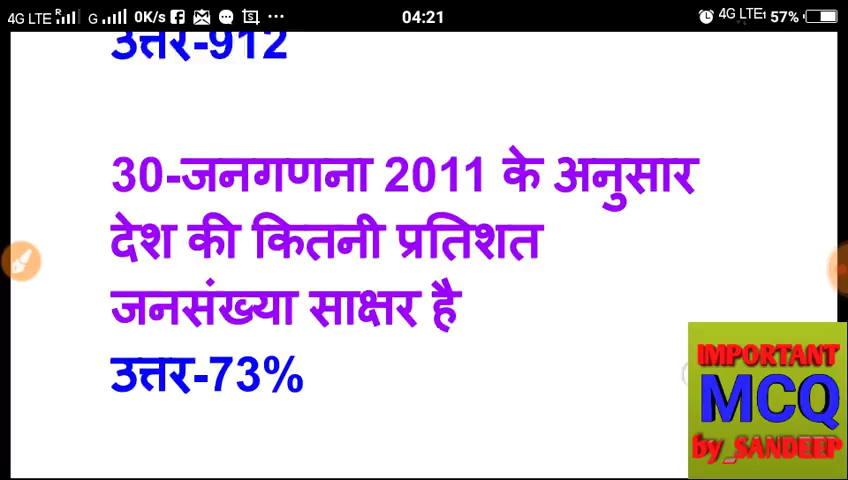 4G LTE R G 0K/s 04:21 4G LTE 57%
उत्तर-912
30-जनगणना 2011 के अनुसार
देश की कितनी प्रतिशत
जनसंख्या साक्षर है
उत्तर-73%
IMPORTANT
MCQ
by_SANDEEP